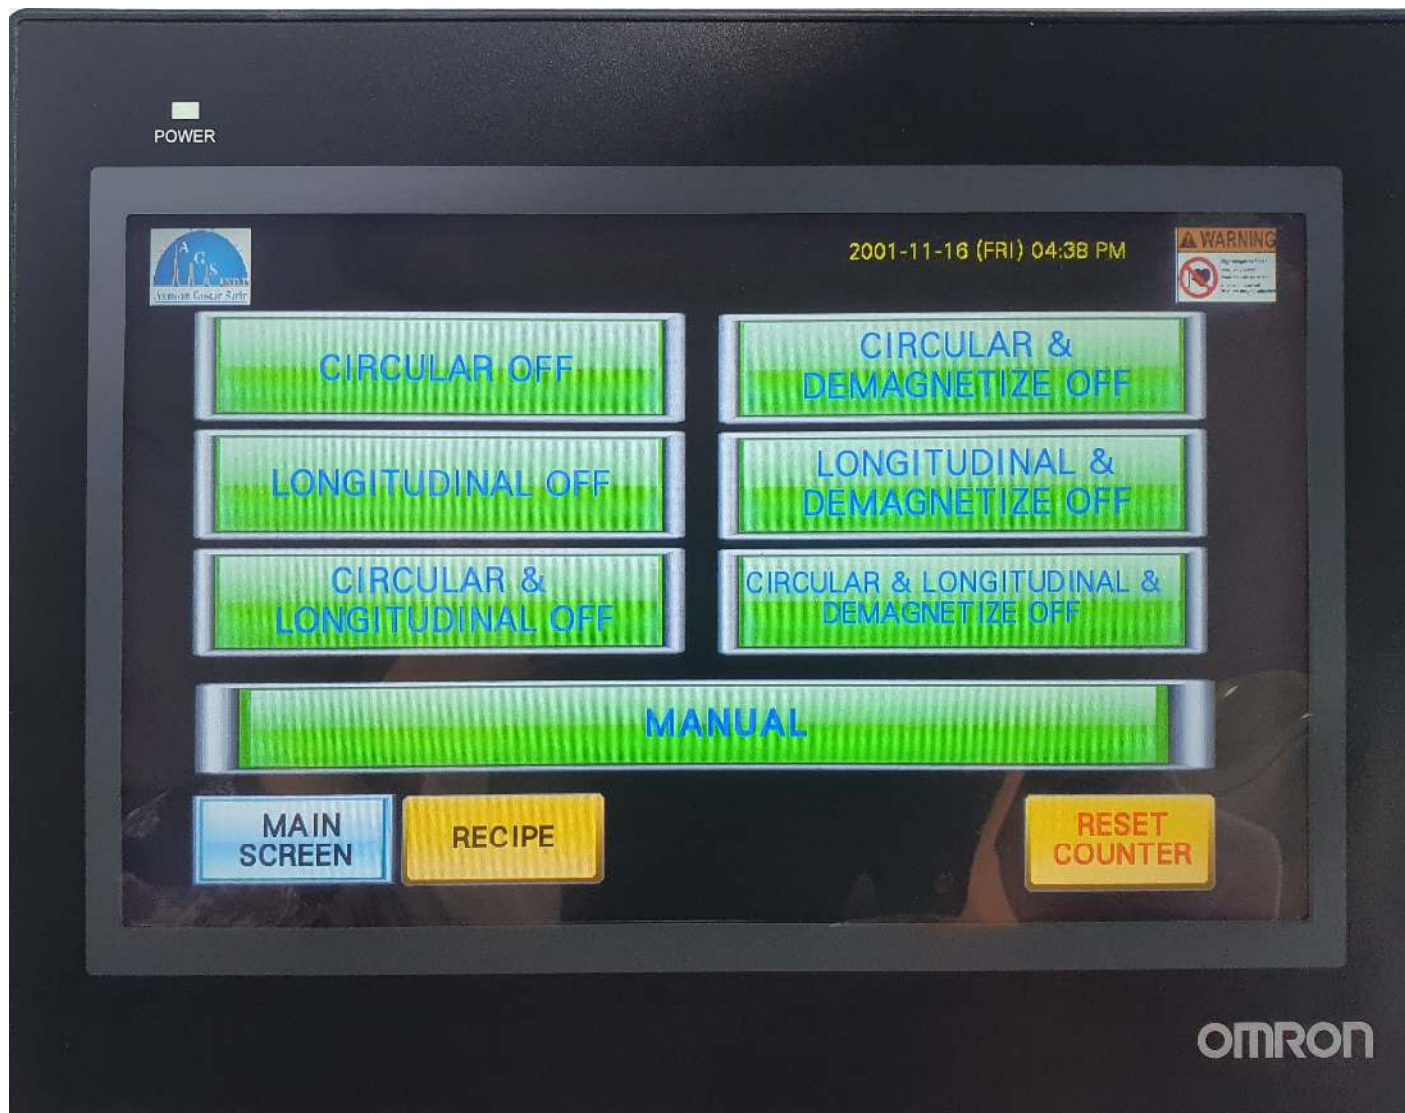 POWER
A
G
S
2001-11-16 (FRI) 04:38 PM
WARNING
CIRCULAR OFF
CIRCULAR &
DEMAGNETIZE OFF
LONGITUDINAL OFF
LONGITUDINAL &
DEMAGNETIZE OFF
CIRCULAR &
LONGITUDINAL OFF
CIRCULAR & LONGITUDINAL &
DEMAGNETIZE OFF
MANUAL
MAIN
SCREEN
RECIPE
RESET
COUNTER
OMRON